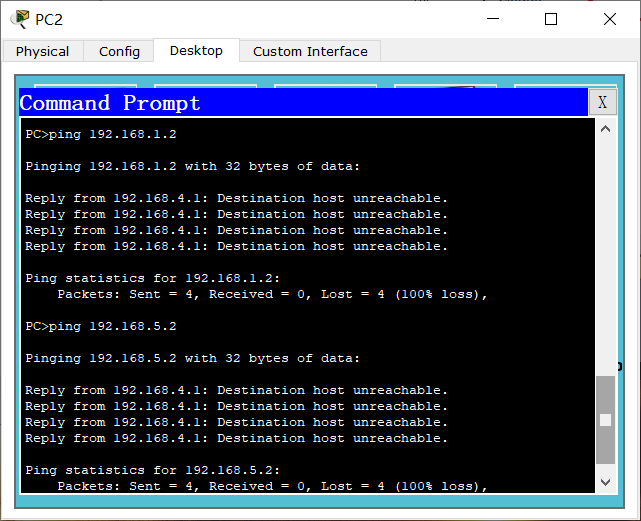 PC2
Physical Config Desktop Custom Interface
Command Prompt X
PC>ping 192.168.1.2
Pinging 192.168.1.2 with 32 bytes of data:
Reply from 192.168.4.1: Destination host unreachable.
Reply from 192.168.4.1: Destination host unreachable.
Reply from 192.168.4.1: Destination host unreachable.
Reply from 192.168.4.1: Destination host unreachable.
Ping statistics for 192.168.1.2:
Packets: Sent = 4, Received = 0, Lost = 4 (100% loss),
PC>ping 192.168.5.2
Pinging 192.168.5.2 with 32 bytes of data:
Reply from 192.168.4.1: Destination host unreachable.
Reply from 192.168.4.1: Destination host unreachable.
Reply from 192.168.4.1: Destination host unreachable.
Reply from 192.168.4.1: Destination host unreachable.
Ping statistics for 192.168.5.2:
Packets: Sent = 4, Received = 0, Lost = 4 (100% loss),